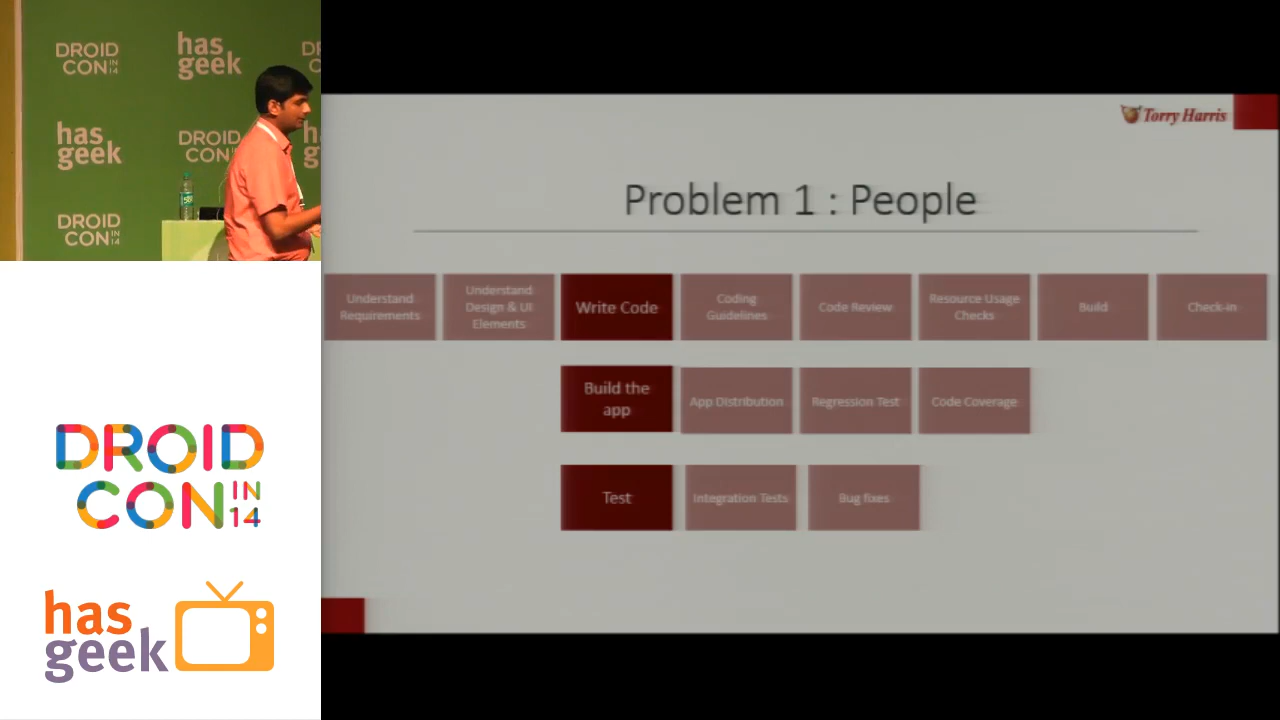 DROID
CON IN 14
has
geek
DR
has
geek
DROID
CON
h
g
DROID
CON IN 14
Torry Harris
Problem 1 : People
Understand
Requirements
Understand
Design & UI
Elements
Write Code
Coding
Guidelines
Code Review
Resource Usage
Checks
Build
Check-in
Build the
app
App Distribution
Regression Test
Code Coverage
Test
Integration Tests
Bug fixes
DROID
CON IN 14
has
geek